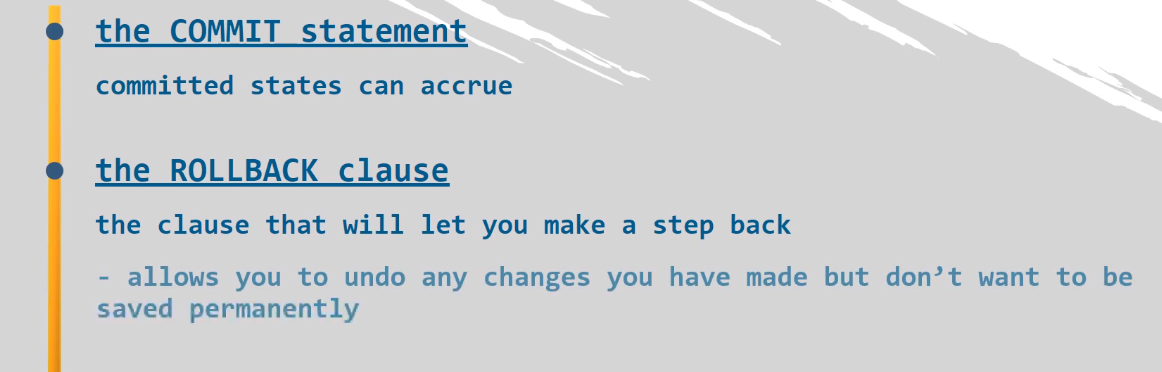 the COMMIT statement
committed states can accrue
the ROLLBACK clause
the clause that will let you make a step back
- allows you to undo any changes you have made but don’t want to be
saved permanently